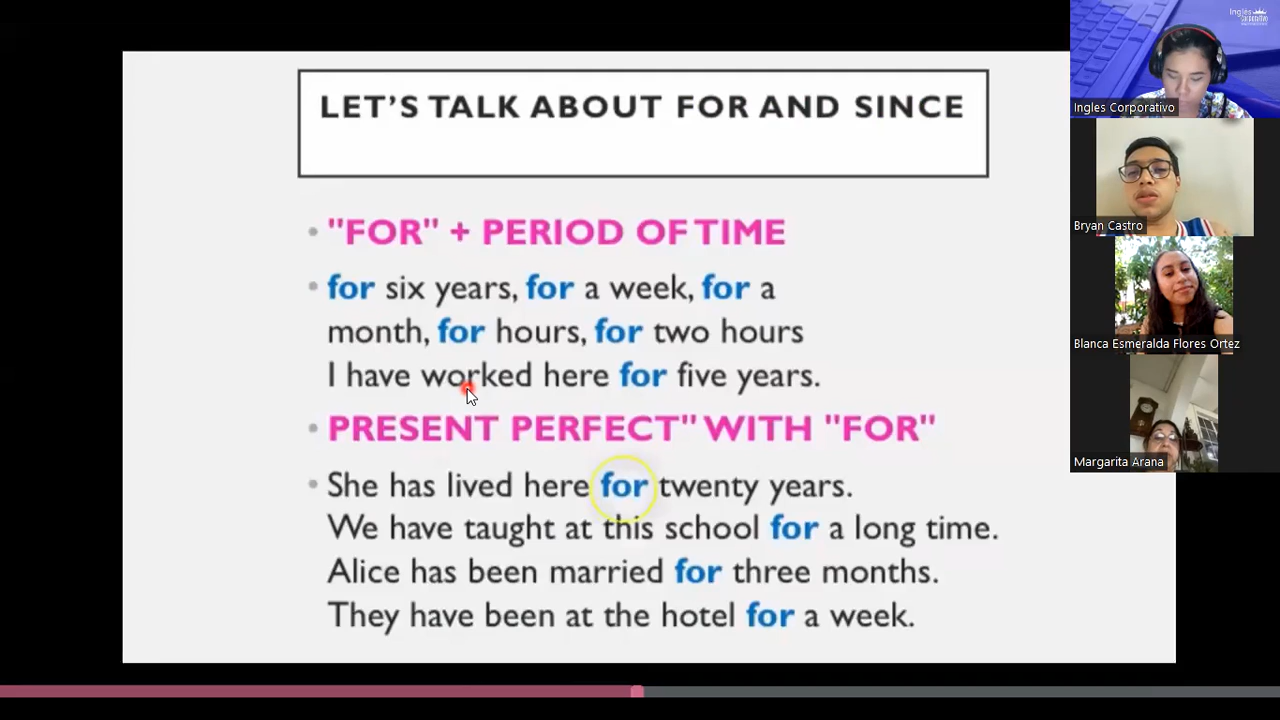 LET'S TALK ABOUT FOR AND SINCE
"FOR" + PERIOD OF TIME
for six years, for a week, for a
month, for hours, for two hours
I have worked here for five years.
PRESENT PERFECT" WITH "FOR"
She has lived here for twenty years.
We have taught at this school for a long time.
Alice has been married for three months.
They have been at the hotel for a week.
Ingles
Ingles Corporativo
Bryan Castro
Blanca Esmeralda Flores Ortez
Margarita Arana